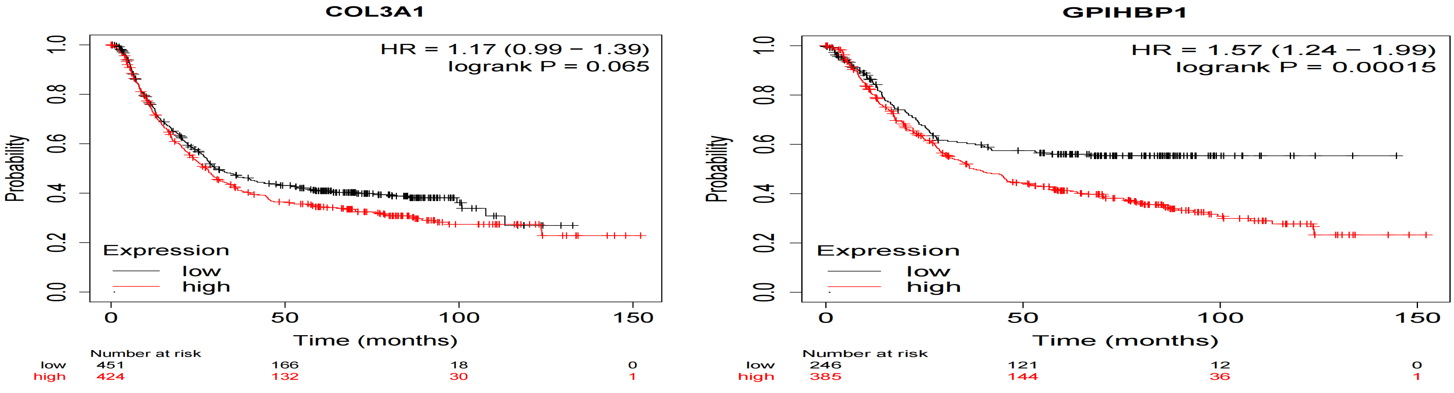 COL3A1
HR = 1.17 (0.99 − 1.39)
logrank P = 0.065
Probability
1.0
0.8
0.6
0.4
0.2
0.0
Expression
low
high
0 50 100 150
Time (months)
Number at risk
low 451 166 18 0
high 424 132 30 1
GPIHBP1
HR = 1.57 (1.24 − 1.99)
logrank P = 0.00015
Probability
1.0
0.8
0.6
0.4
0.2
0.0
Expression
low
high
0 50 100 150
Time (months)
Number at risk
low 246 121 12 0
high 385 144 36 1